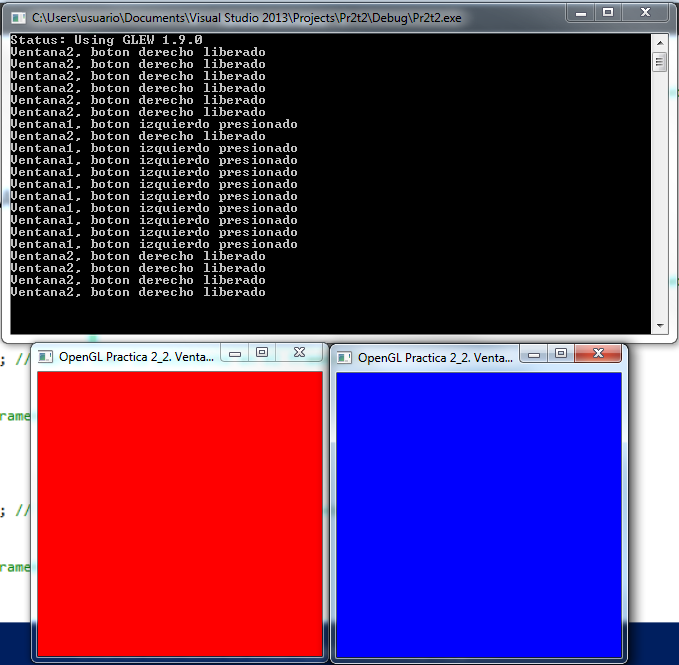 C:\Users\usuario\Documents\Visual Studio 2013\Projects\Pr2t2\Debug\Pr2t2.exe
Status: Using GLEW 1.9.0
Ventana2, boton derecho liberado
Ventana2, boton derecho liberado
Ventana2, boton derecho liberado
Ventana2, boton derecho liberado
Ventana2, boton derecho liberado
Ventana2, boton derecho liberado
Ventana1, boton izquierdo presionado
Ventana2, boton derecho liberado
Ventana1, boton izquierdo presionado
Ventana1, boton izquierdo presionado
Ventana1, boton izquierdo presionado
Ventana1, boton izquierdo presionado
Ventana1, boton izquierdo presionado
Ventana1, boton izquierdo presionado
Ventana1, boton izquierdo presionado
Ventana1, boton izquierdo presionado
Ventana1, boton izquierdo presionado
Ventana2, boton derecho liberado
Ventana2, boton derecho liberado
Ventana2, boton derecho liberado
Ventana2, boton derecho liberado
OpenGL Practica 2_2. Venta...
OpenGL Practica 2_2. Venta...
; //
rame
; //
rame